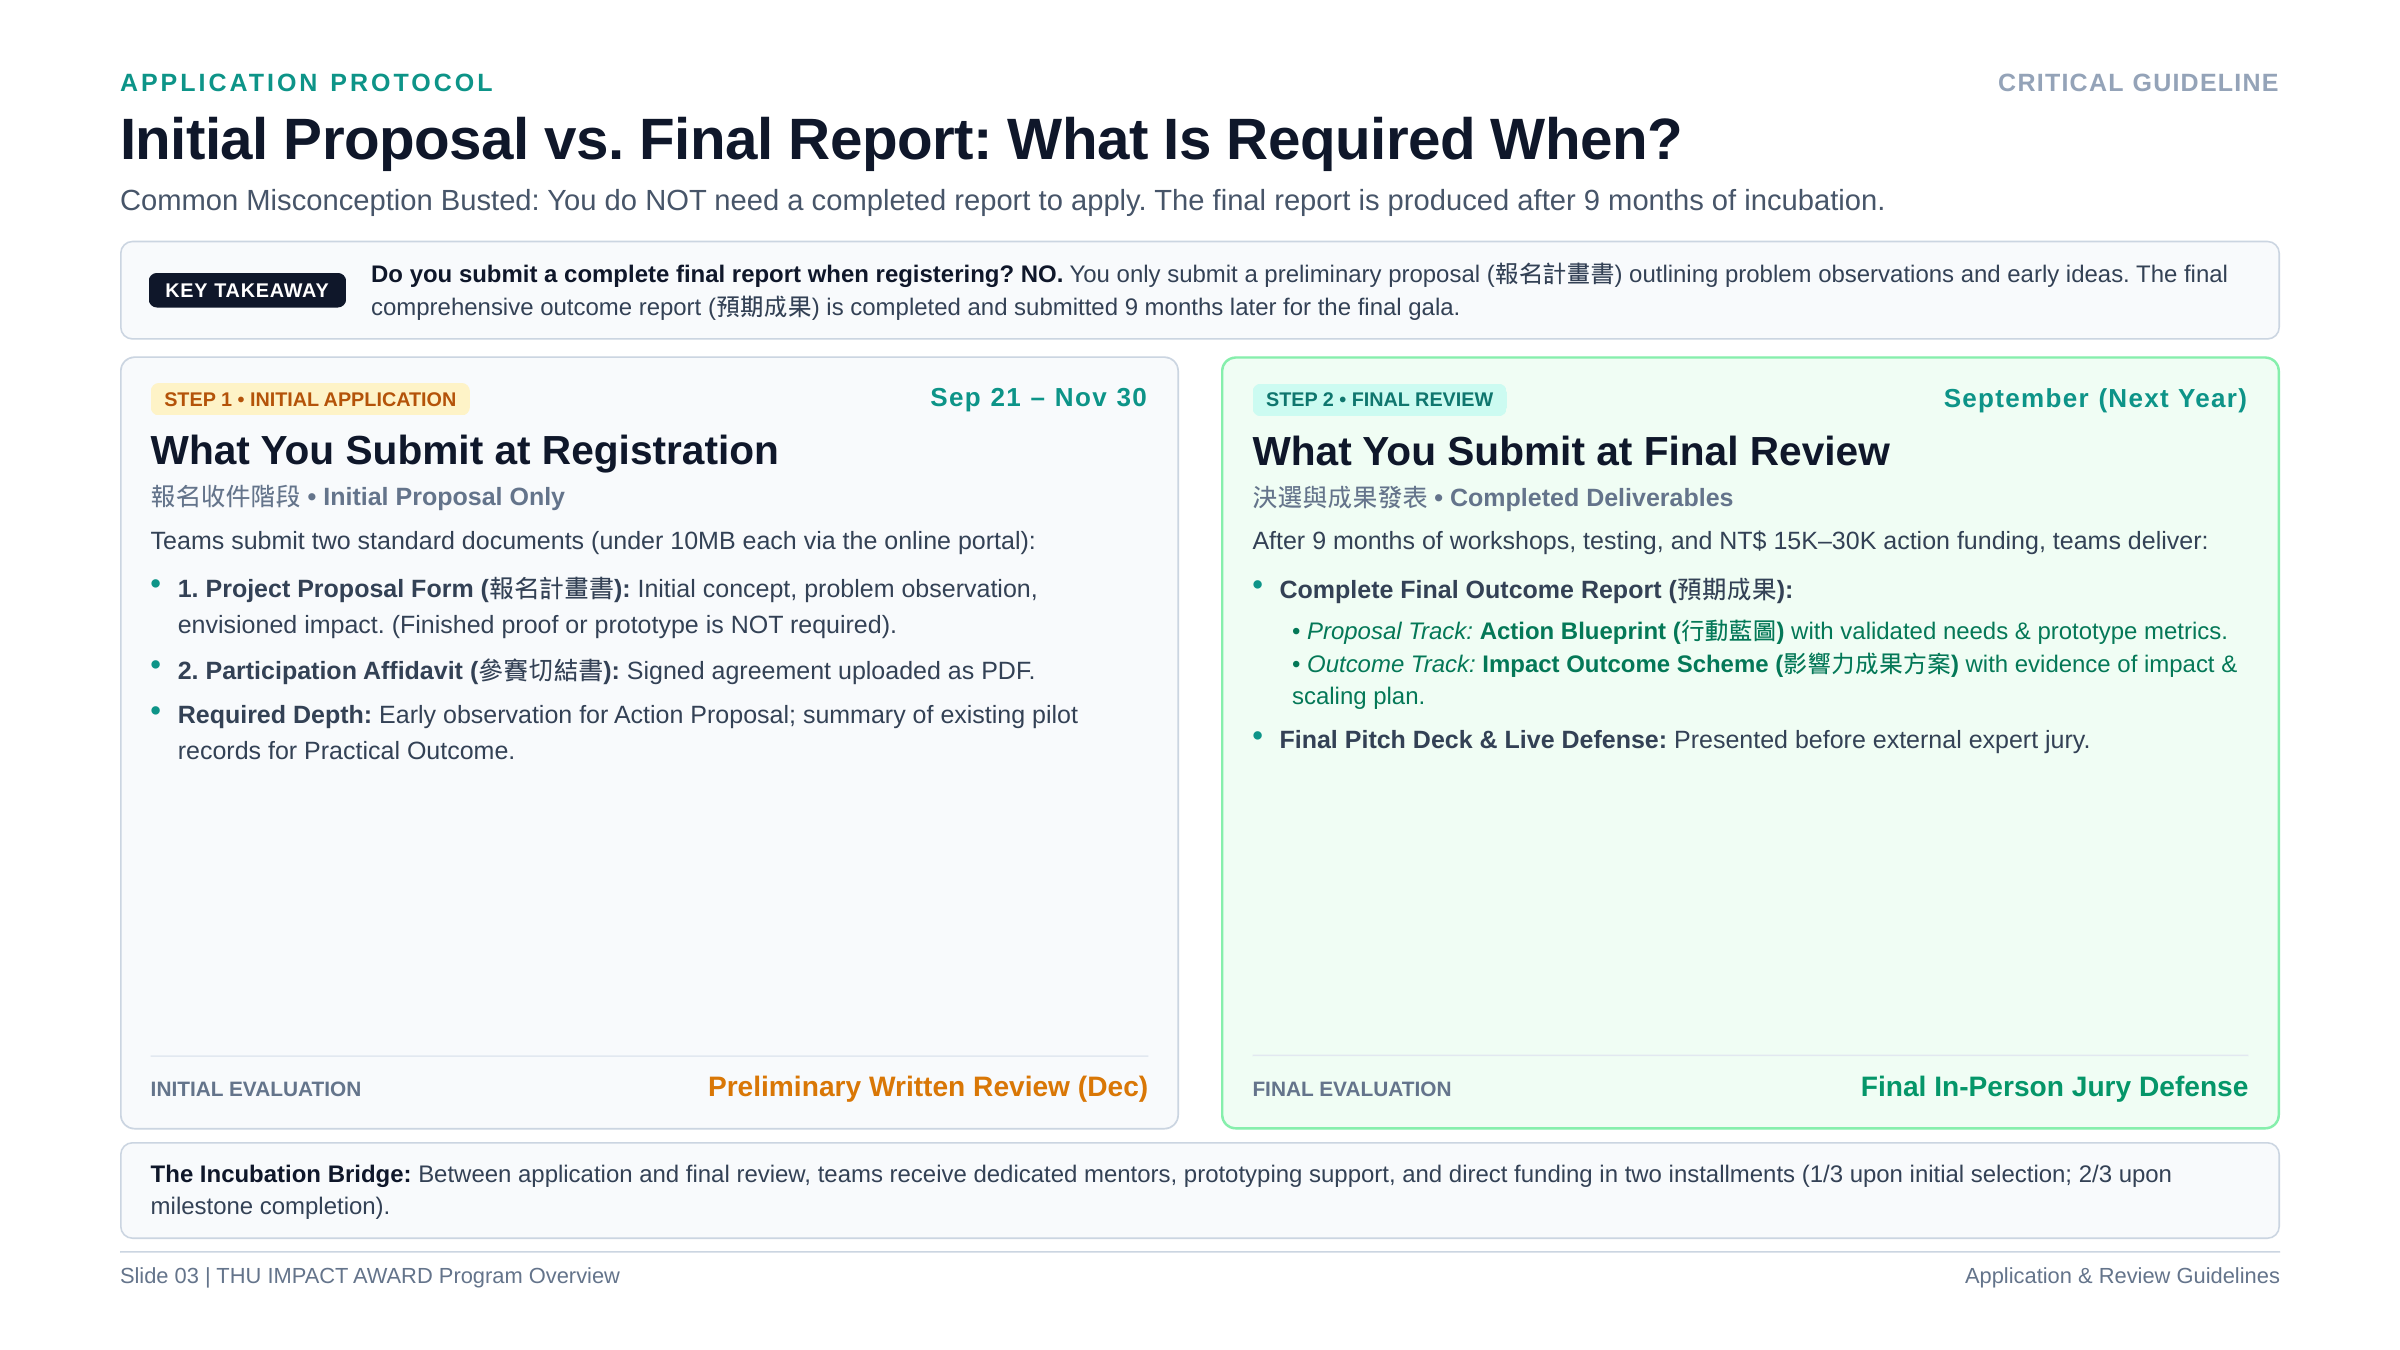 APPLICATION PROTOCOL
CRITICAL GUIDELINE
Initial Proposal vs. Final Report: What Is Required When?
Common Misconception Busted: You do NOT need a completed report to apply. The final report is produced after 9 months of incubation.
KEY TAKEAWAY
Do you submit a complete final report when registering? NO. You only submit a preliminary proposal (報名計畫書) outlining problem observations and early ideas. The final
comprehensive outcome report (預期成果) is completed and submitted 9 months later for the final gala.
STEP 1 • INITIAL APPLICATION
Sep 21 – Nov 30
What You Submit at Registration
報名收件階段 • Initial Proposal Only
Teams submit two standard documents (under 10MB each via the online portal):
• 1. Project Proposal Form (報名計畫書): Initial concept, problem observation,
envisioned impact. (Finished proof or prototype is NOT required).
• 2. Participation Affidavit (參賽切結書): Signed agreement uploaded as PDF.
• Required Depth: Early observation for Action Proposal; summary of existing pilot
records for Practical Outcome.
INITIAL EVALUATION
Preliminary Written Review (Dec)
STEP 2 • FINAL REVIEW
September (Next Year)
What You Submit at Final Review
決選與成果發表 • Completed Deliverables
After 9 months of workshops, testing, and NT$ 15K–30K action funding, teams deliver:
• Complete Final Outcome Report (預期成果):
• Proposal Track: Action Blueprint (行動藍圖) with validated needs & prototype metrics.
• Outcome Track: Impact Outcome Scheme (影響力成果方案) with evidence of impact &
scaling plan.
• Final Pitch Deck & Live Defense: Presented before external expert jury.
FINAL EVALUATION
Final In-Person Jury Defense
The Incubation Bridge: Between application and final review, teams receive dedicated mentors, prototyping support, and direct funding in two installments (1/3 upon initial selection; 2/3 upon
milestone completion).
Slide 03 | THU IMPACT AWARD Program Overview
Application & Review Guidelines